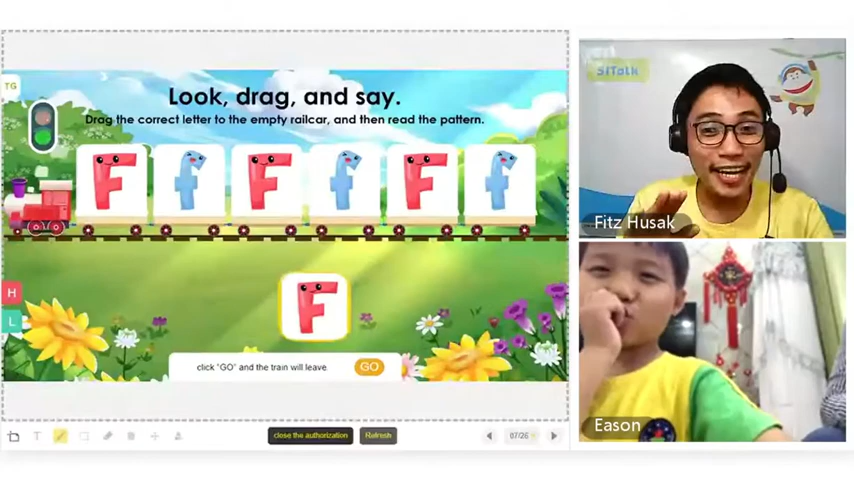 TG
Look, drag, and say.
Drag the correct letter to the empty railcar, and then read the pattern.
F f F f F f
H
L
F
click "GO" and the train will leave.
GO
T
close the authorization
Refresh
07/26
51Talk
Fitz Husak
Eason